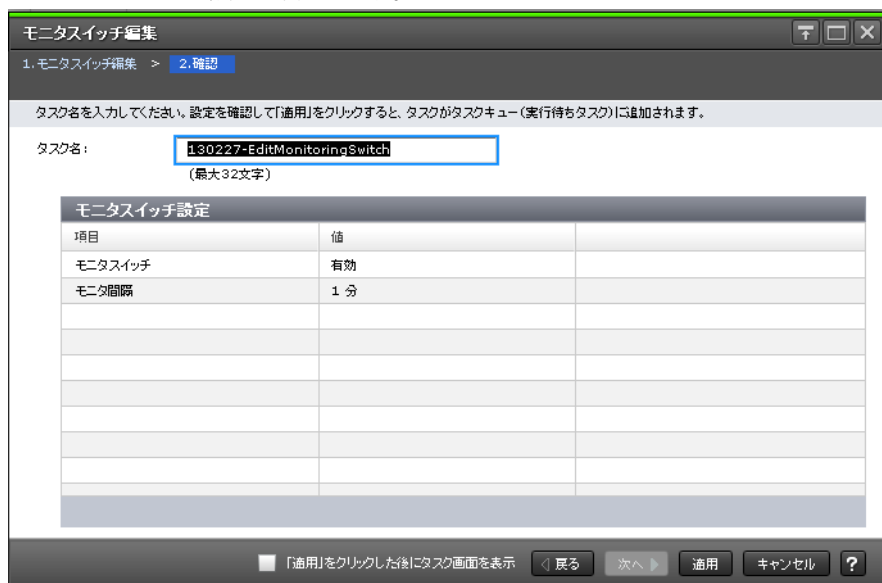 モニタスイッチ編集
1.モニタスイッチ編集 > 2.確認
タスク名を入力してください。設定を確認して「適用」をクリックすると、タスクがタスクキュー(実行待ちタスク)に追加されます。
タスク名: 130227-EditMonitoringSwitch
(最大32文字)
モニタスイッチ設定
項目 値
モニタスイッチ 有効
モニタ間隔 1 分
「適用」をクリックした後にタスク画面を表示 戻る 次へ 適用 キャンセル ?